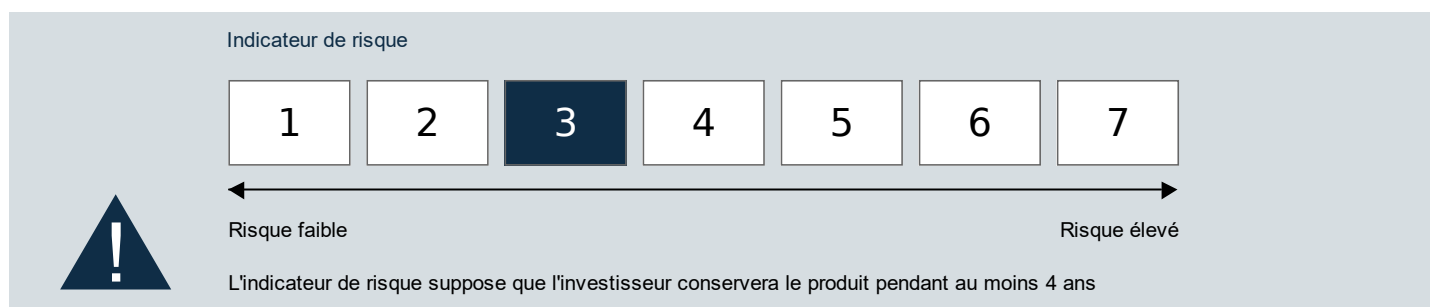 Indicateur de risque
1 2 3 4 5 6 7
Risque faible Risque élevé
!
L'indicateur de risque suppose que l'investisseur conservera le produit pendant au moins 4 ans